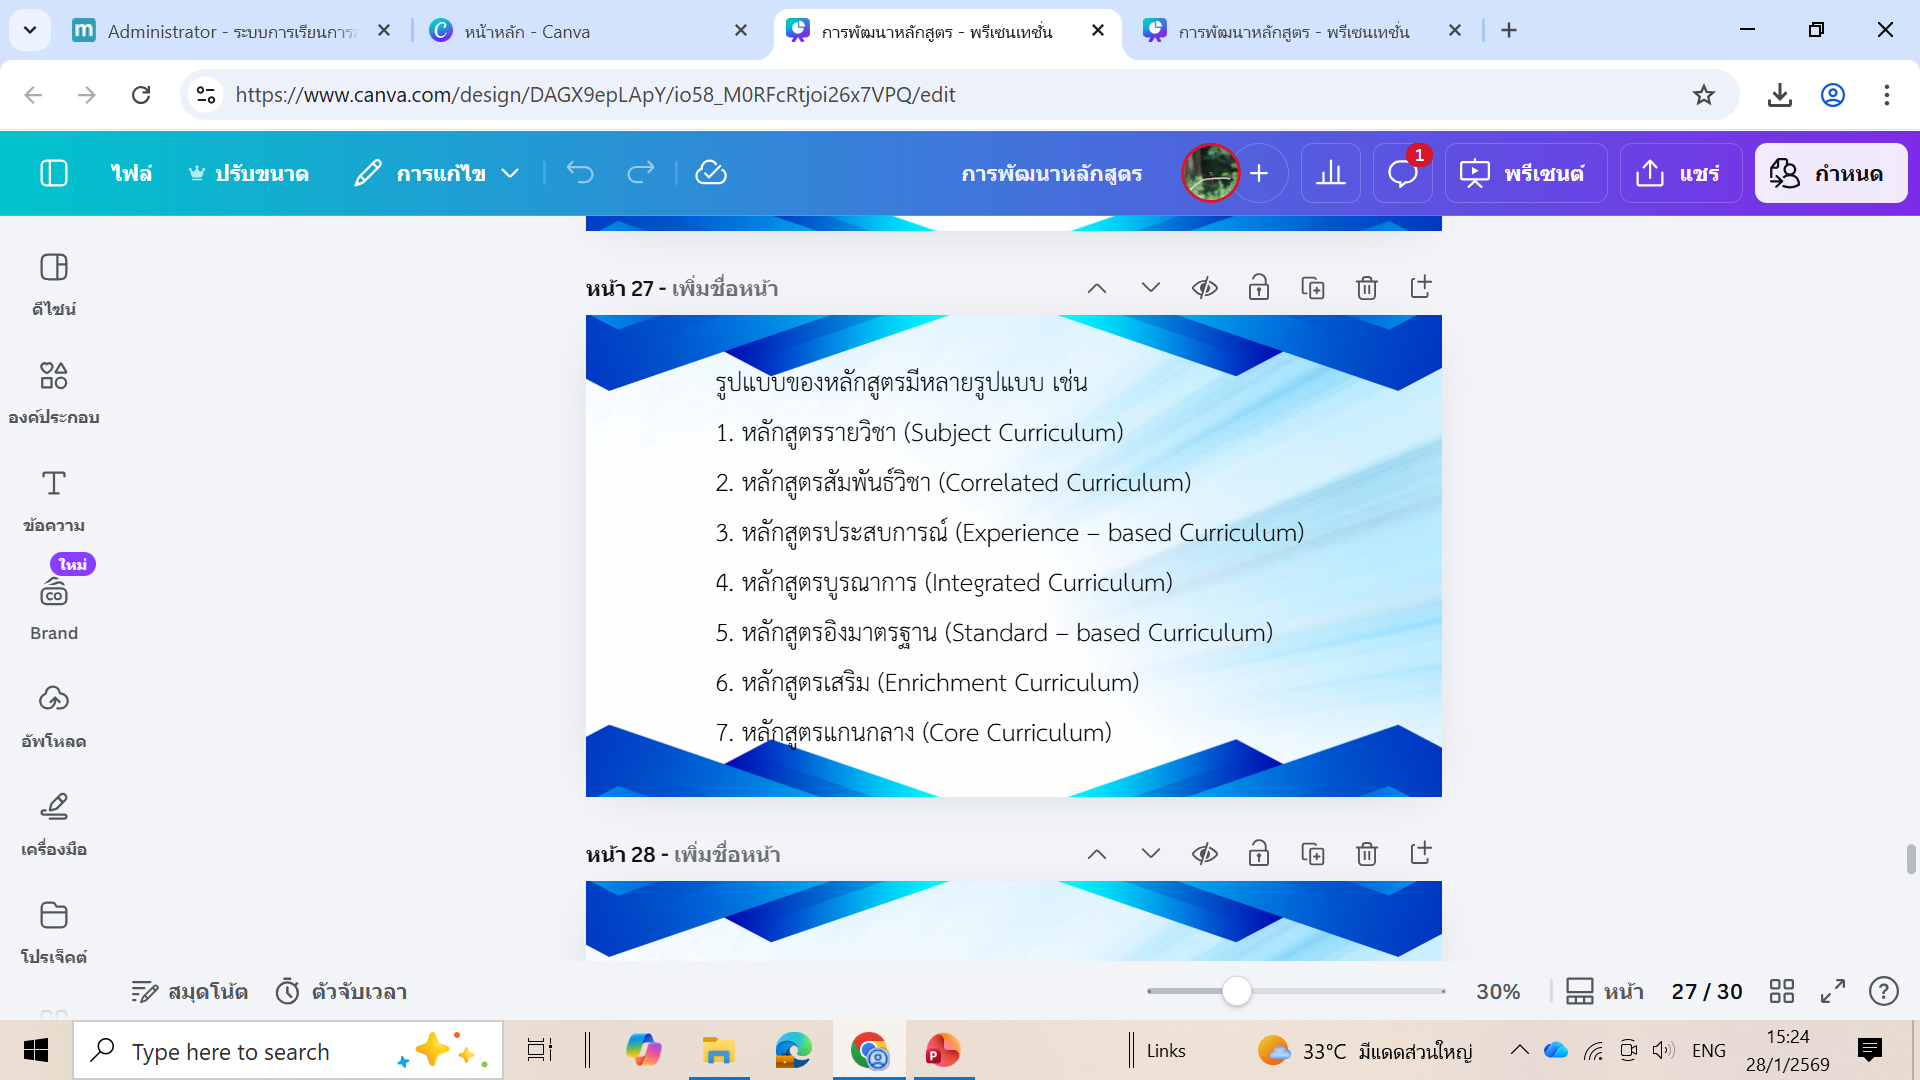 Administrator - ระบบการเรียนการส
หน้าหลัก - Canva
การพัฒนาหลักสูตร - พรีเซนเทชั่น
การพัฒนาหลักสูตร - พรีเซนเทชั่น
https://www.canva.com/design/DAGX9epLApY/io58_M0RFcRtjoi26x7VPQ/edit
ไฟล์
ปรับขนาด
การแก้ไข
การพัฒนาหลักสูตร
1
พรีเซนต์
แชร์
กำหนด
ดีไซน์
องค์ประกอบ
ข้อความ
ใหม่
Brand
อัพโหลด
เครื่องมือ
โปรเจ็คต์
หน้า 27 - เพิ่มชื่อหน้า
รูปแบบของหลักสูตรมีหลายรูปแบบ เช่น
1. หลักสูตรรายวิชา (Subject Curriculum)
2. หลักสูตรสัมพันธ์วิชา (Correlated Curriculum)
3. หลักสูตรประสบการณ์ (Experience – based Curriculum)
4. หลักสูตรบูรณาการ (Integrated Curriculum)
5. หลักสูตรอิงมาตรฐาน (Standard – based Curriculum)
6. หลักสูตรเสริม (Enrichment Curriculum)
7. หลักสูตรแกนกลาง (Core Curriculum)
หน้า 28 - เพิ่มชื่อหน้า
สมุดโน้ต
ตัวจับเวลา
30%
หน้า
27 / 30
Type here to search
Links
33°C มีแดดส่วนใหญ่
ENG
15:24
28/1/2569